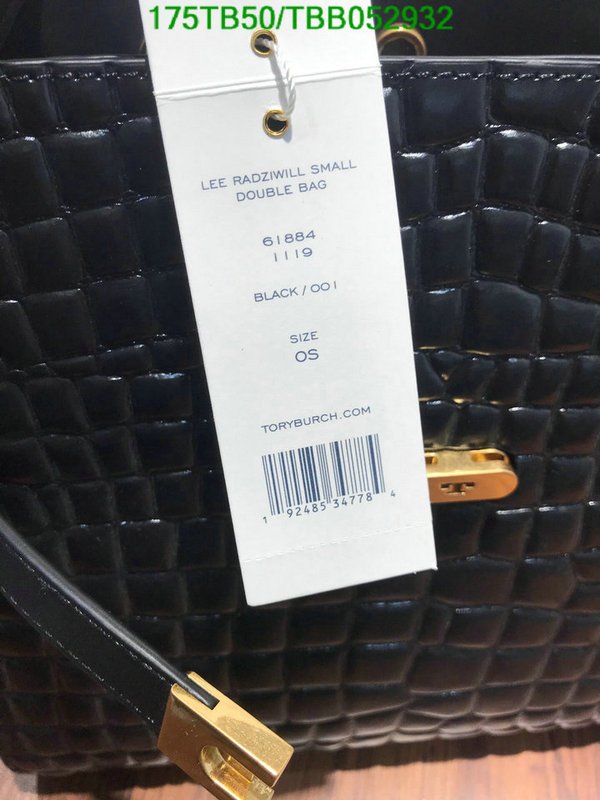 175TB50/TBB052932
LEE RADZIWILL SMALL
DOUBLE BAG
61884
1119
BLACK/001
SIZE
OS
TORYBURCH.COM
1 92485 34778 4